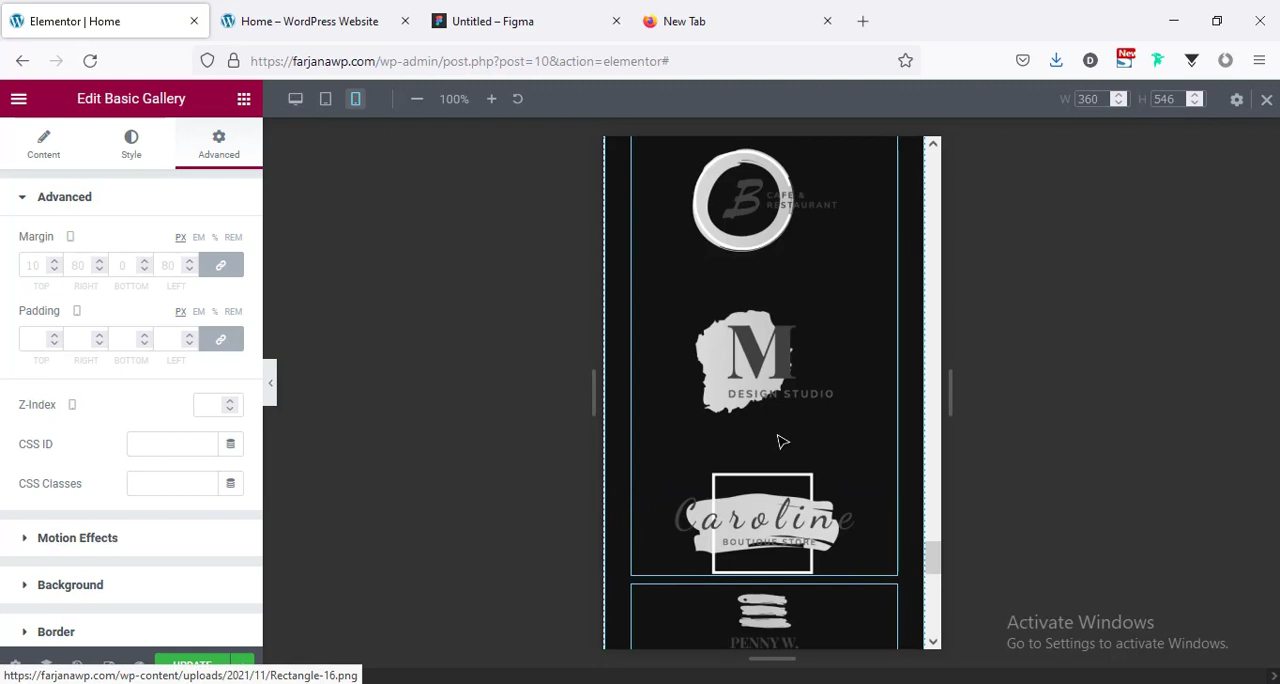 Elementor | Home
Home – WordPress Website
Untitled – Figma
New Tab
https://farjanawp.com/wp-admin/post.php?post=10&action=elementor#
New
D
Edit Basic Gallery
100%
W 360 H 546
Content Style Advanced
Advanced
Margin PX EM % REM
10 80 0 80
TOP RIGHT BOTTOM LEFT
Padding PX EM % REM
TOP RIGHT BOTTOM LEFT
Z-Index
CSS ID
CSS Classes
Motion Effects
Background
Border
UPDATE
https://farjanawp.com/wp-content/uploads/2021/11/Rectangle-16.png
B CAFE &
RESTAURANT
M
DESIGN STUDIO
Caroline
BOUTIQUE STORE
PENNY W.
Activate Windows
Go to Settings to activate Windows.